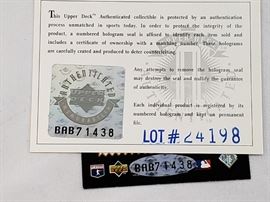 This Upper Deck™ Authenticated collectible is protected by an authentication
process unmatched in sports today. In order to protect the integrity of the
product, a numbered hologram seal is affixed to identify each item sold and
includes a certificate of ownership with a matching number. These holograms
are carefully crafted and produced to deter counterfeiting.
Any attempts to remove the hologram seal
may destroy the seal and nullify the guarantee
of authenticity.
AUTHENTICATED
UPPER
DECK
BAB71438
Each individual product is registered by its
numbered hologram and kept on permanent
file.
LOT# 24198
BAB71438